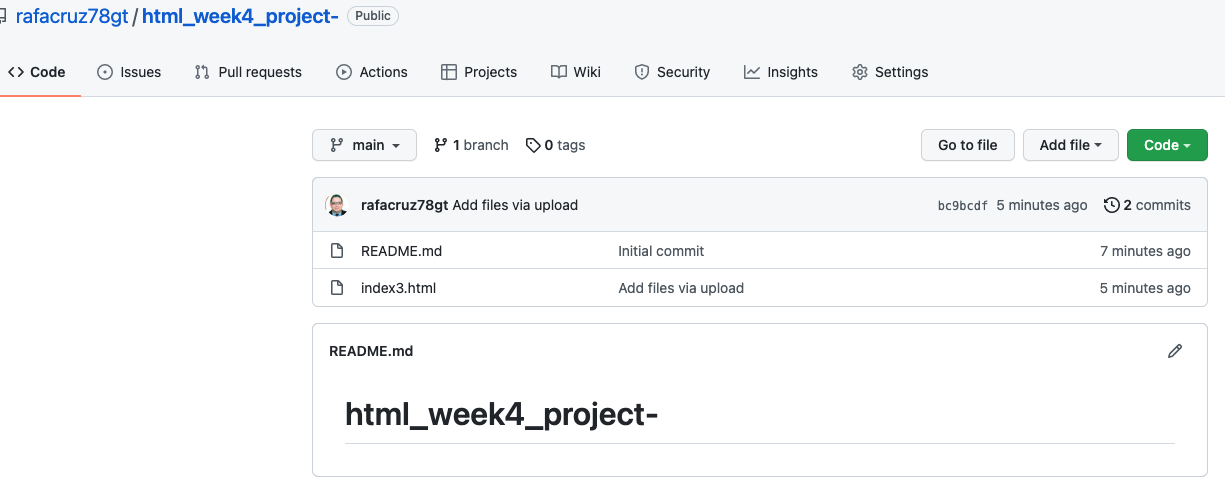 rafacruz78gt / html_week4_project- Public
Code Issues Pull requests Actions Projects Wiki Security Insights Settings
main 1 branch 0 tags Go to file Add file Code
rafacruz78gt Add files via upload bc9bcdf 5 minutes ago 2 commits
README.md Initial commit 7 minutes ago
index3.html Add files via upload 5 minutes ago
README.md
html_week4_project-